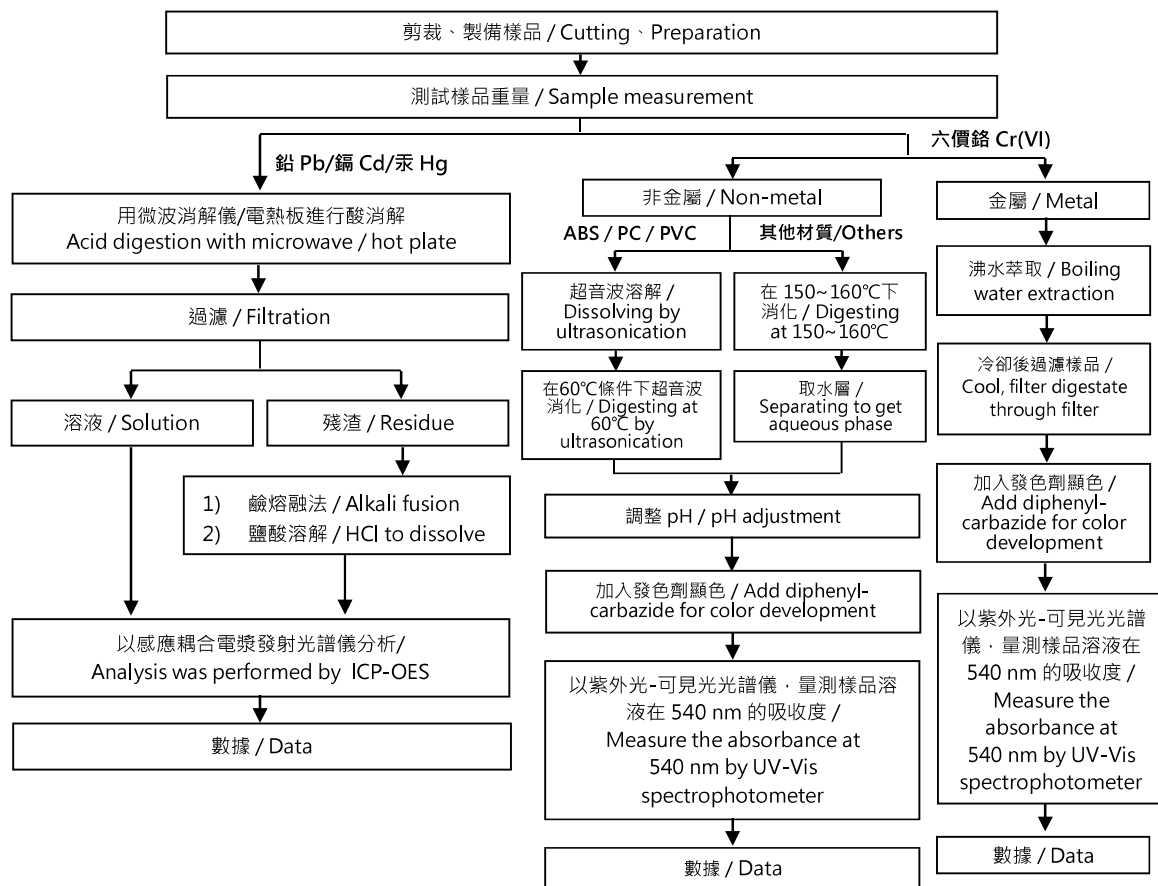 剪裁、製備樣品 / Cutting、Preparation
測試樣品重量 / Sample measurement
鉛 Pb/鎘 Cd/汞 Hg
用微波消解儀/電熱板進行酸消解
Acid digestion with microwave / hot plate
過濾 / Filtration
溶液 / Solution
殘渣 / Residue
1) 鹼熔融法 / Alkali fusion
2) 鹽酸溶解 / HCl to dissolve
以感應耦合電漿發射光譜儀分析/
Analysis was performed by ICP-OES
數據 / Data
六價鉻 Cr(VI)
非金屬 / Non-metal
ABS / PC / PVC
超音波溶解 /
Dissolving by
ultrasonication
在60℃條件下超音波
消化 / Digesting at
60℃ by
ultrasonication
其他材質/Others
在 150~160℃下
消化 / Digesting
at 150~160℃
取水層 /
Separating to get
aqueous phase
調整 pH / pH adjustment
加入發色劑顯色 / Add diphenyl-
carbazide for color development
以紫外光-可見光光譜儀，量測樣品溶
液在 540 nm 的吸收度 /
Measure the absorbance at
540 nm by UV-Vis
spectrophotometer
數據 / Data
金屬 / Metal
沸水萃取 / Boiling
water extraction
冷卻後過濾樣品 /
Cool, filter digestate
through filter
加入發色劑顯色 /
Add diphenyl-
carbazide for color
development
以紫外光-可見光光譜
儀，量測樣品溶液在
540 nm 的吸收度 /
Measure the
absorbance at
540 nm by UV-Vis
spectrophotometer
數據 / Data